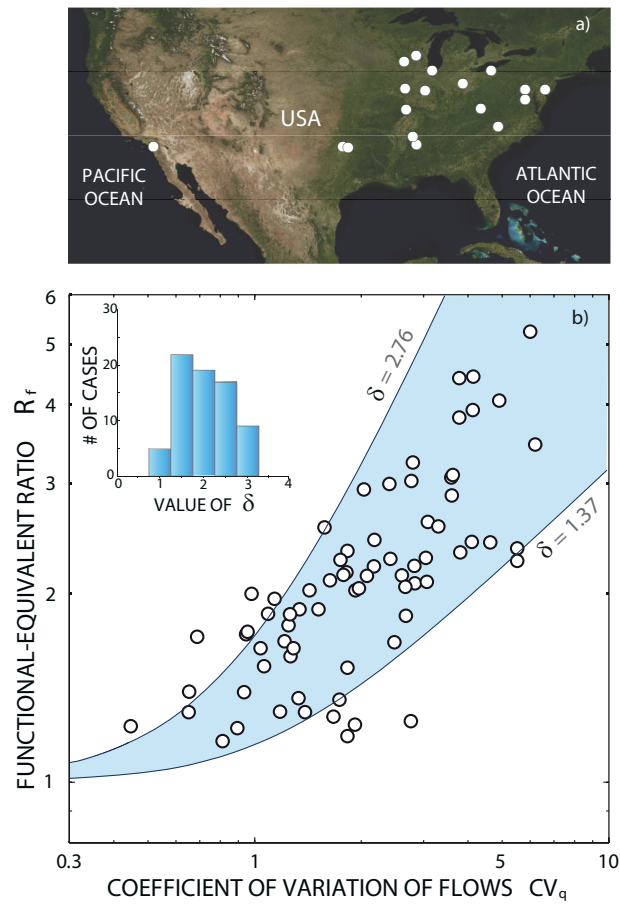 a)
USA
PACIFIC
OCEAN
ATLANTIC
OCEAN
b)
6
5
4
3
2
1
FUNCTIONAL-EQUIVALENT RATIO R_f
30
20
10
0
# OF CASES
0 1 2 3 4
VALUE OF δ
δ = 2.76
δ = 1.37
0.3 1 5 10
COEFFICIENT OF VARIATION OF FLOWS CV_q